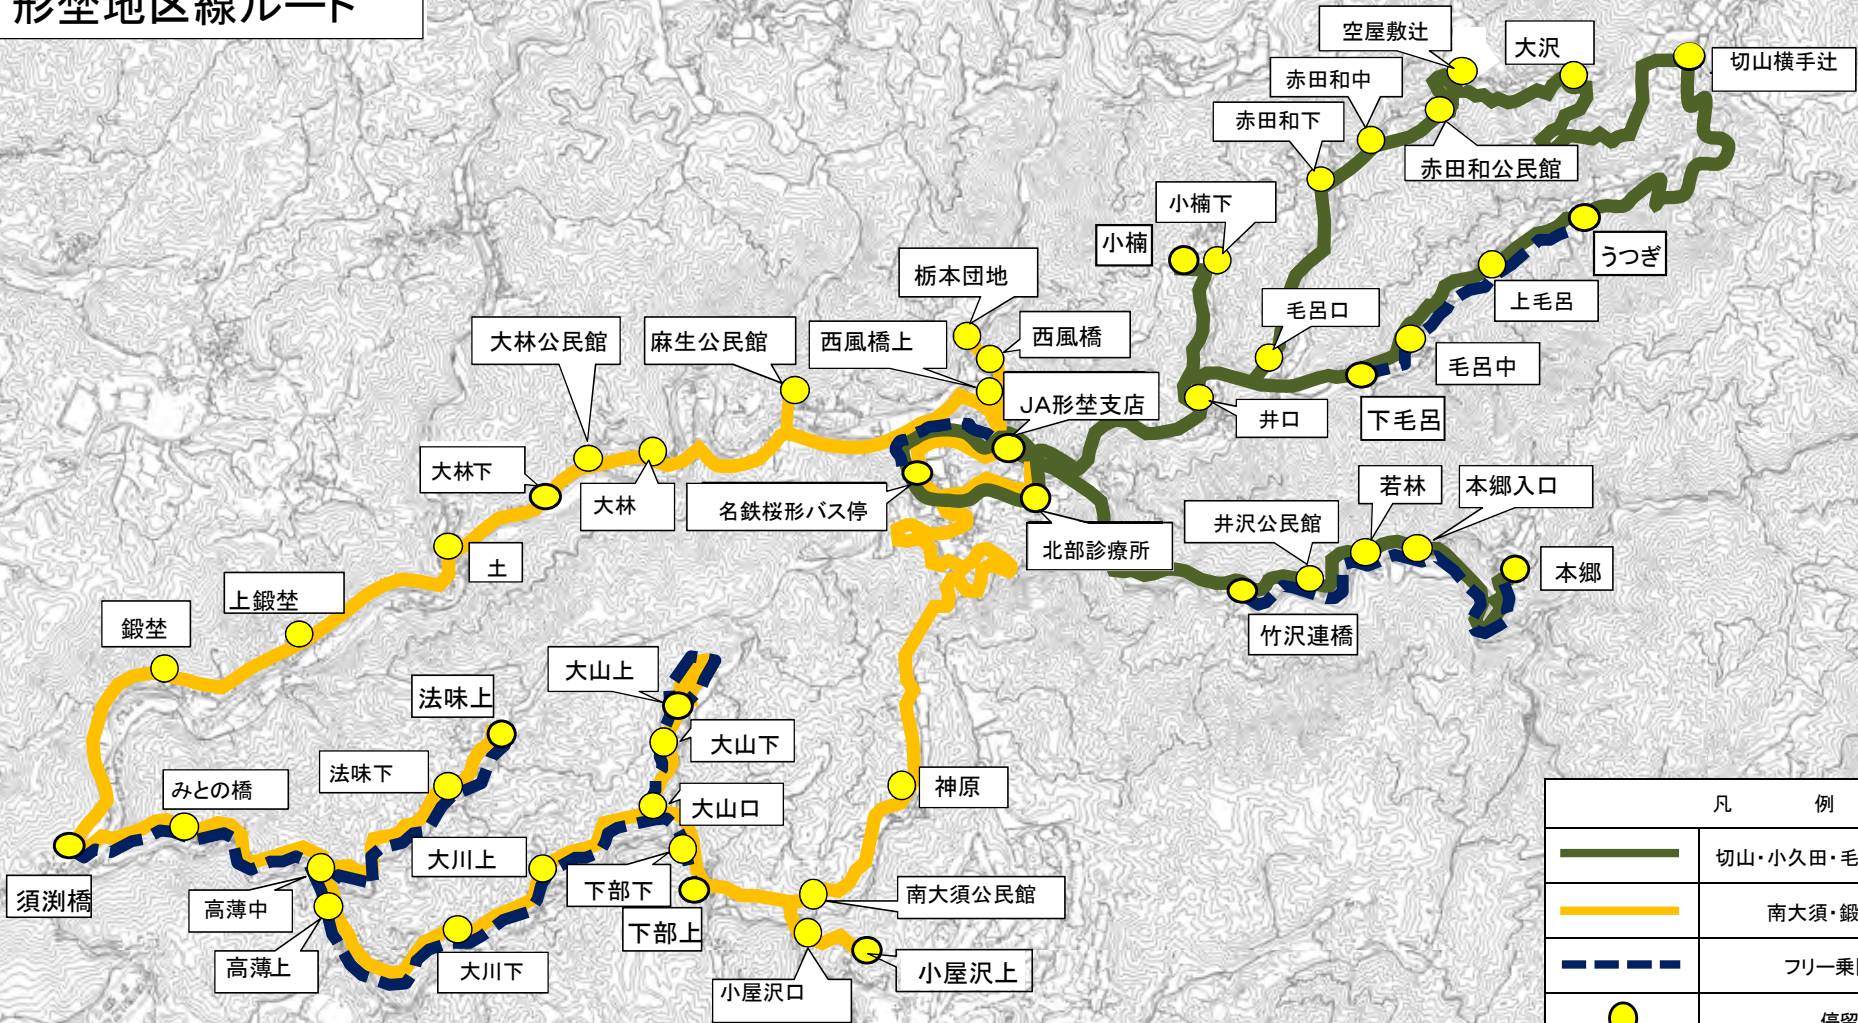 形埜地区線ルート
空屋敷辻
大沢
切山横手辻
赤田和中
赤田和下
赤田和公民館
小楠下
小楠
うつぎ
栃本団地
上毛呂
毛呂口
大林公民館
麻生公民館
西風橋上
西風橋
毛呂中
JA形埜支店
井口
下毛呂
大林下
大林
名鉄桜形バス停
若林
本郷入口
井沢公民館
北部診療所
土
本郷
上鍛埜
鍛埜
竹沢連橋
大山上
法味上
大山下
法味下
みとの橋
大山口
神原
大川上
須渕橋
下部下
南大須公民館
高薄中
下部上
高薄上
大川下
小屋沢上
小屋沢口
凡 例
切山・小久田・毛
南大須・鍛
フリー乗